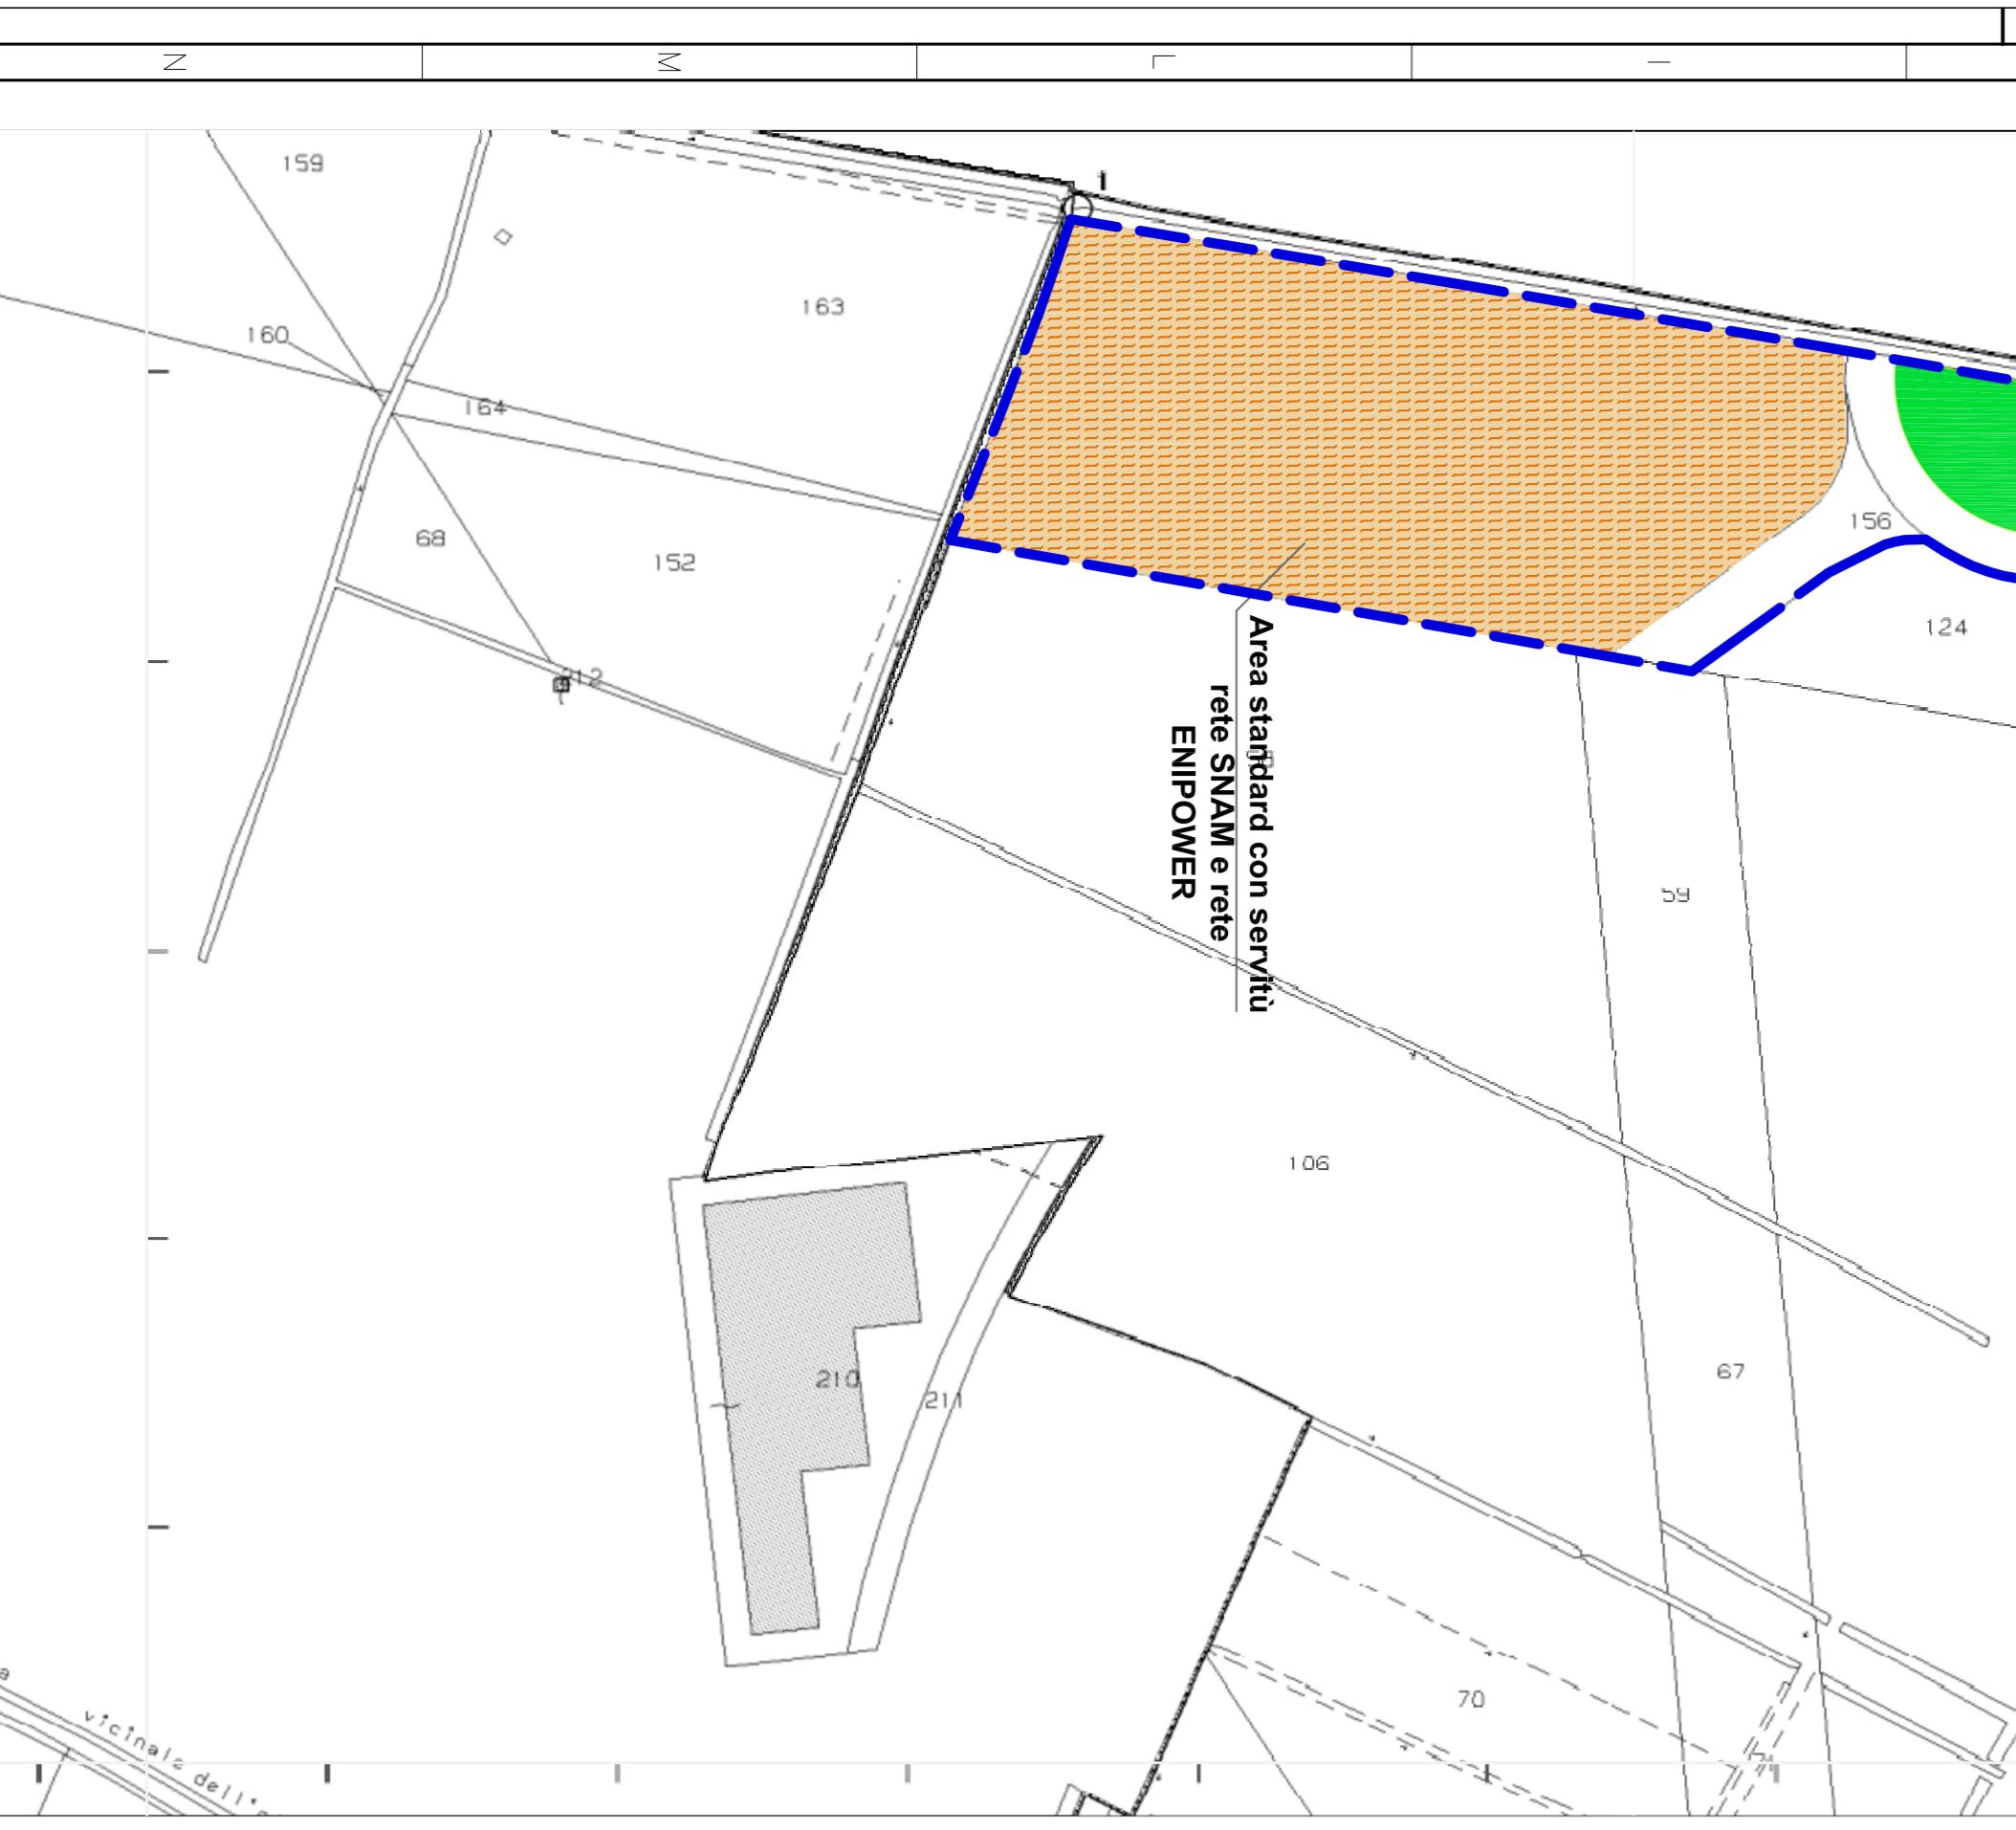 N
M
L
I
1
159
163
160
164
68
152
156
124
Area standard con servitù
rete SNAM e rete
ENIPOWER
59
106
67
210
211
70
vicinale dell'